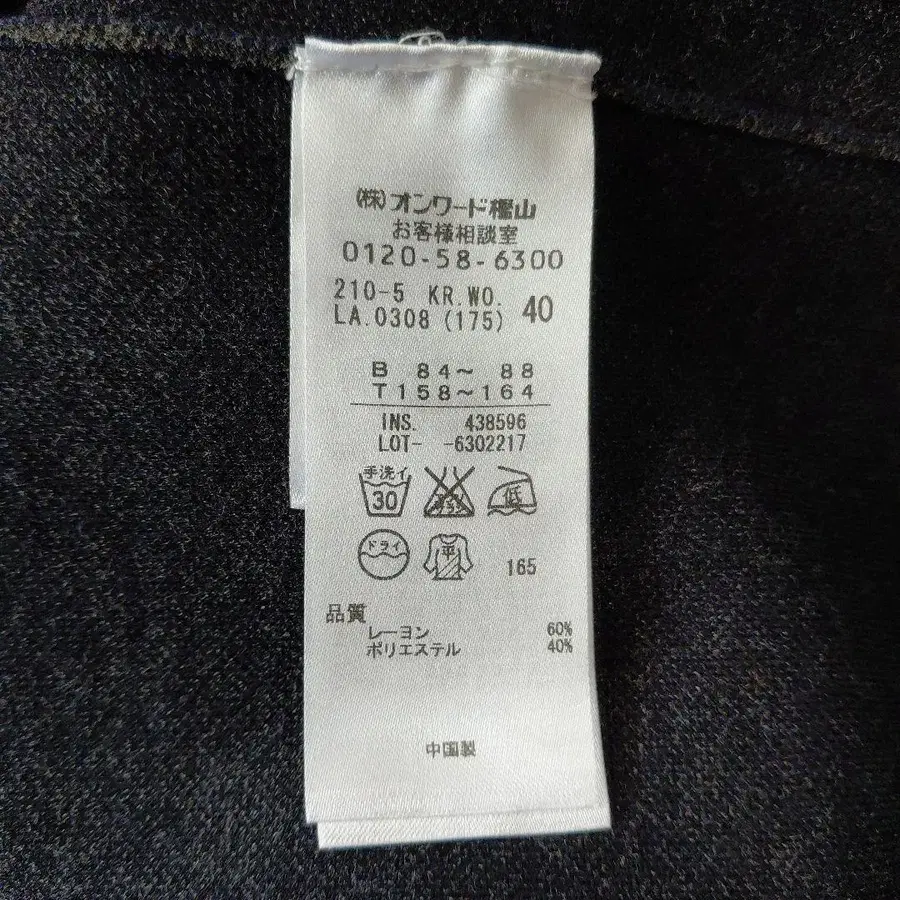 ㈱オンワード樫山
お客様相談室
0120-58-6300
210-5 KR.WO.
LA.0308 (175) 40
B 84〜 88
T158〜164
INS. 438596
LOT- -6302217
手洗イ
30
低
ドライ
平
165
品質
レーヨン 60%
ポリエステル 40%
中国製